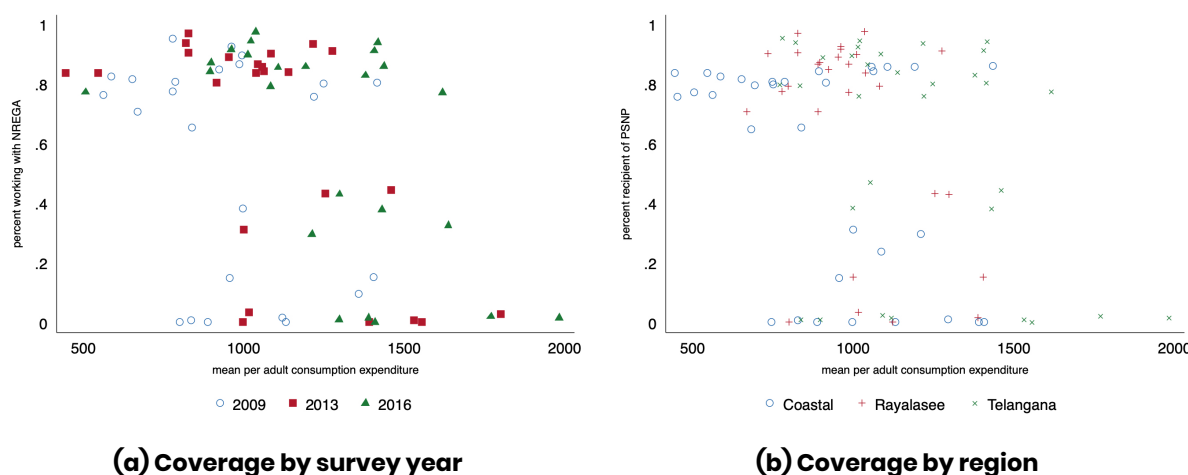 percent working with NREGA
1
.8
.6
.4
.2
0
500 1000 1500 2000
mean per adult consumption expenditure
2009 2013 2016
(a) Coverage by survey year
percent recipient of PSNP
1
.8
.6
.4
.2
0
500 1000 1500 2000
mean per adult consumption expenditure
Coastal Rayalasee Telangana
(b) Coverage by region